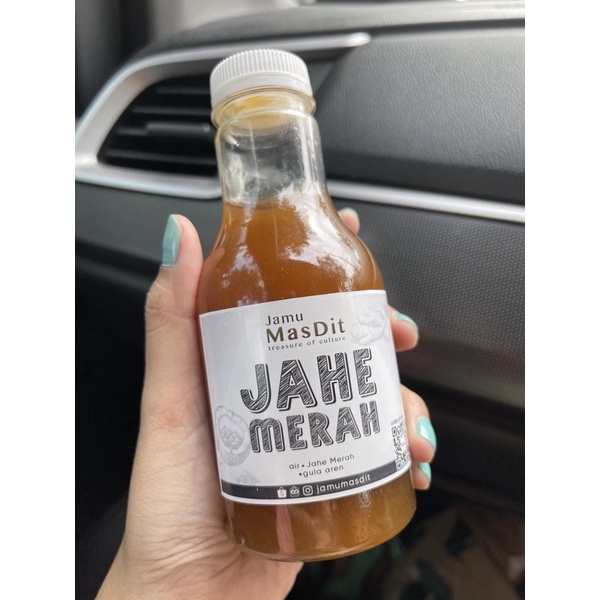 Jamu
MasDit
treasure of culture
JAHE
MERAH
air • Jahe Merah
• gula aren
jamumasdit